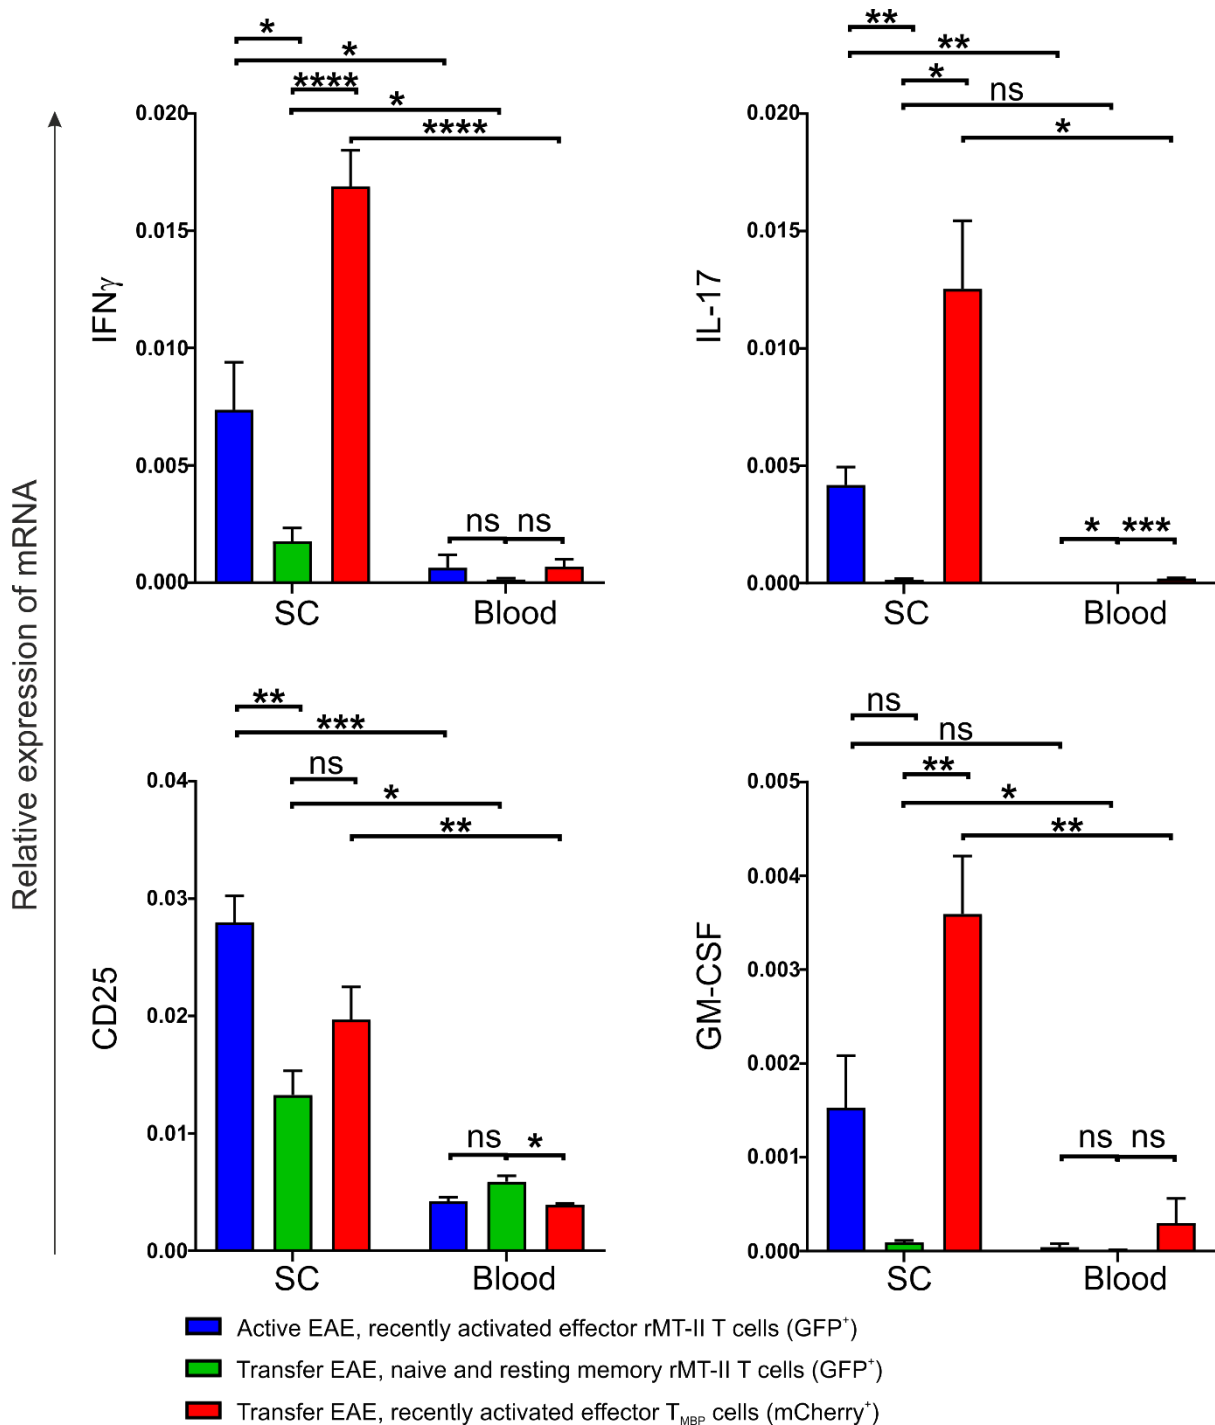 Relative expression of mRNA
IFNγ
*
*
****
*
****
0.020
0.015
0.010
0.005
0.000
ns ns
SC Blood
IL-17
**
**
*
ns
*
0.020
0.015
0.010
0.005
0.000
* ***
SC Blood
CD25
**
***
ns
*
**
0.04
0.03
0.02
0.01
0.00
ns *
SC Blood
GM-CSF
ns
ns
**
*
**
0.005
0.004
0.003
0.002
0.001
0.000
ns ns
SC Blood
Active EAE, recently activated effector rMT-II T cells (GFP⁺)
Transfer EAE, naive and resting memory rMT-II T cells (GFP⁺)
Transfer EAE, recently activated effector T_MBP cells (mCherry⁺)